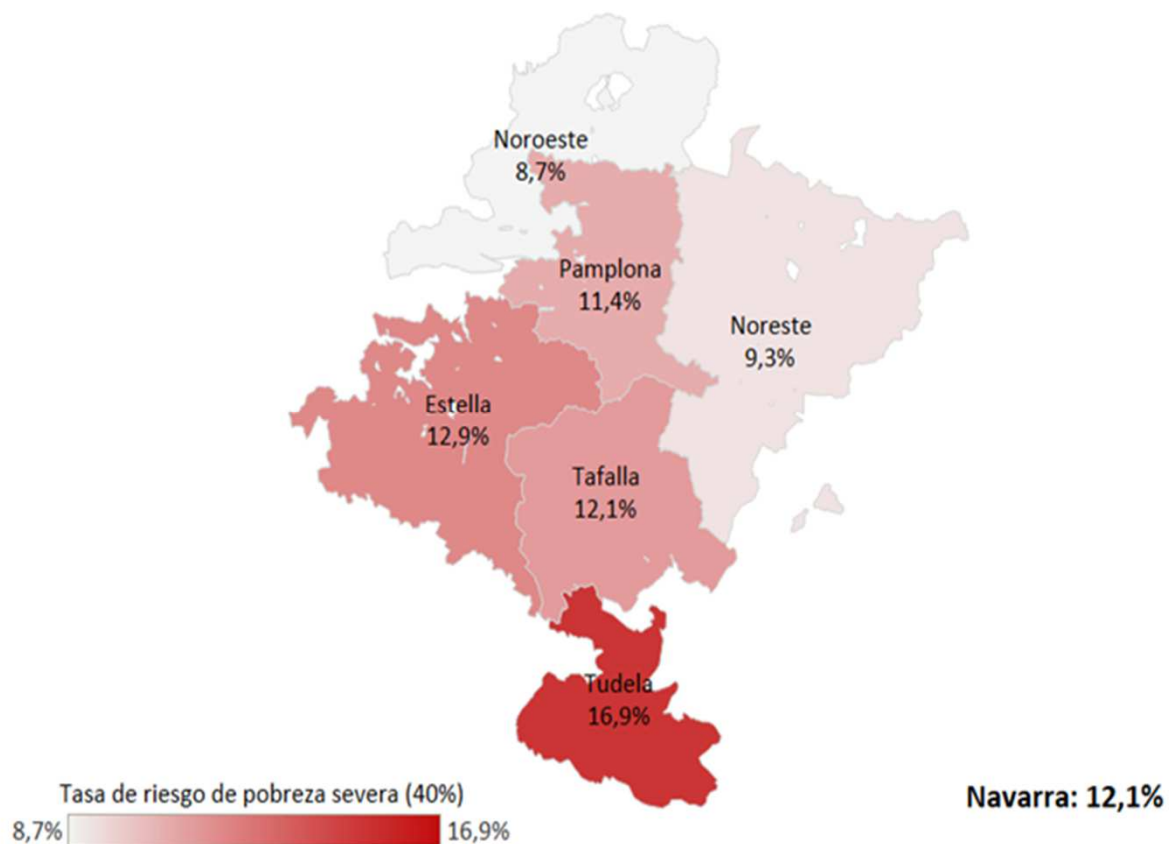 Noroeste
8,7%
Pamplona
11,4%
Noreste
9,3%
Estella
12,9%
Tafalla
12,1%
Tudela
16,9%
Tasa de riesgo de pobreza severa (40%)
8,7% 16,9%
Navarra: 12,1%